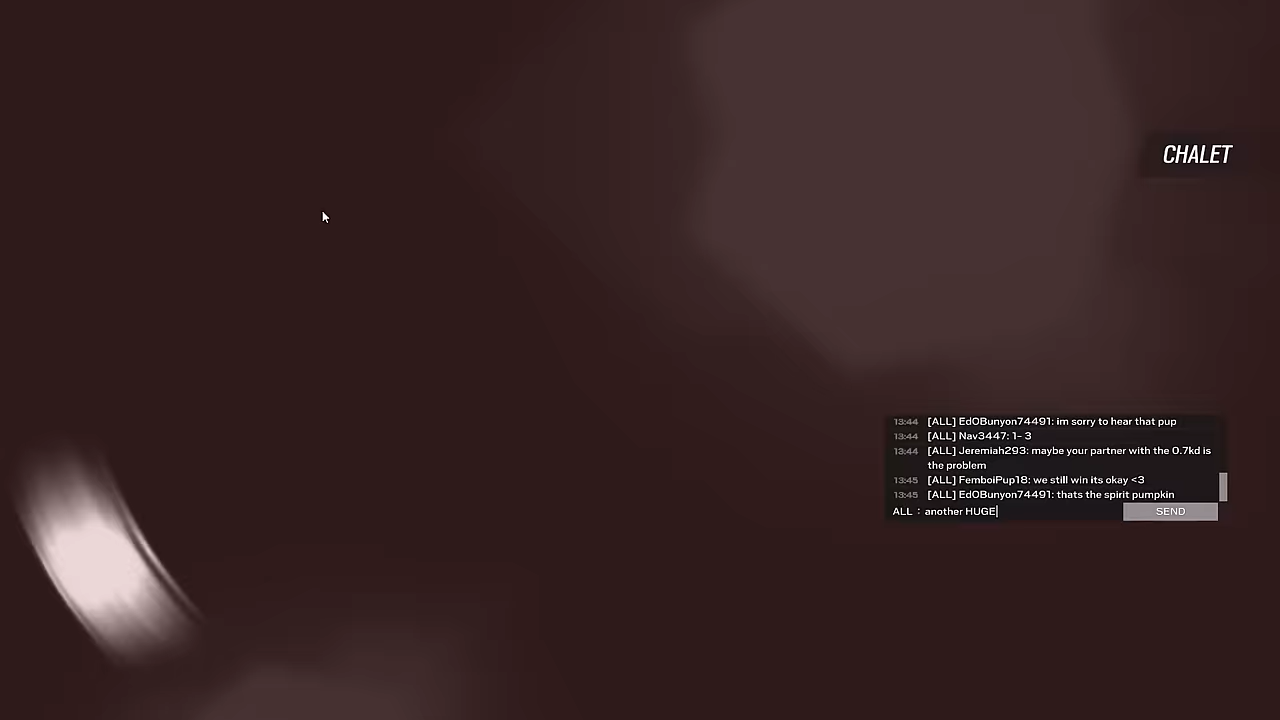 CHALET
13:44 [ALL] EdOBunyon74491: im sorry to hear that pup
13:44 [ALL] Nav3447: 1- 3
13:44 [ALL] Jeremiah293: maybe your partner with the 0.7kd is
the problem
13:45 [ALL] FemboiPup18: we still win its okay <3
13:45 [ALL] EdOBunyon74491: thats the spirit pumpkin
ALL : another HUGE SEND